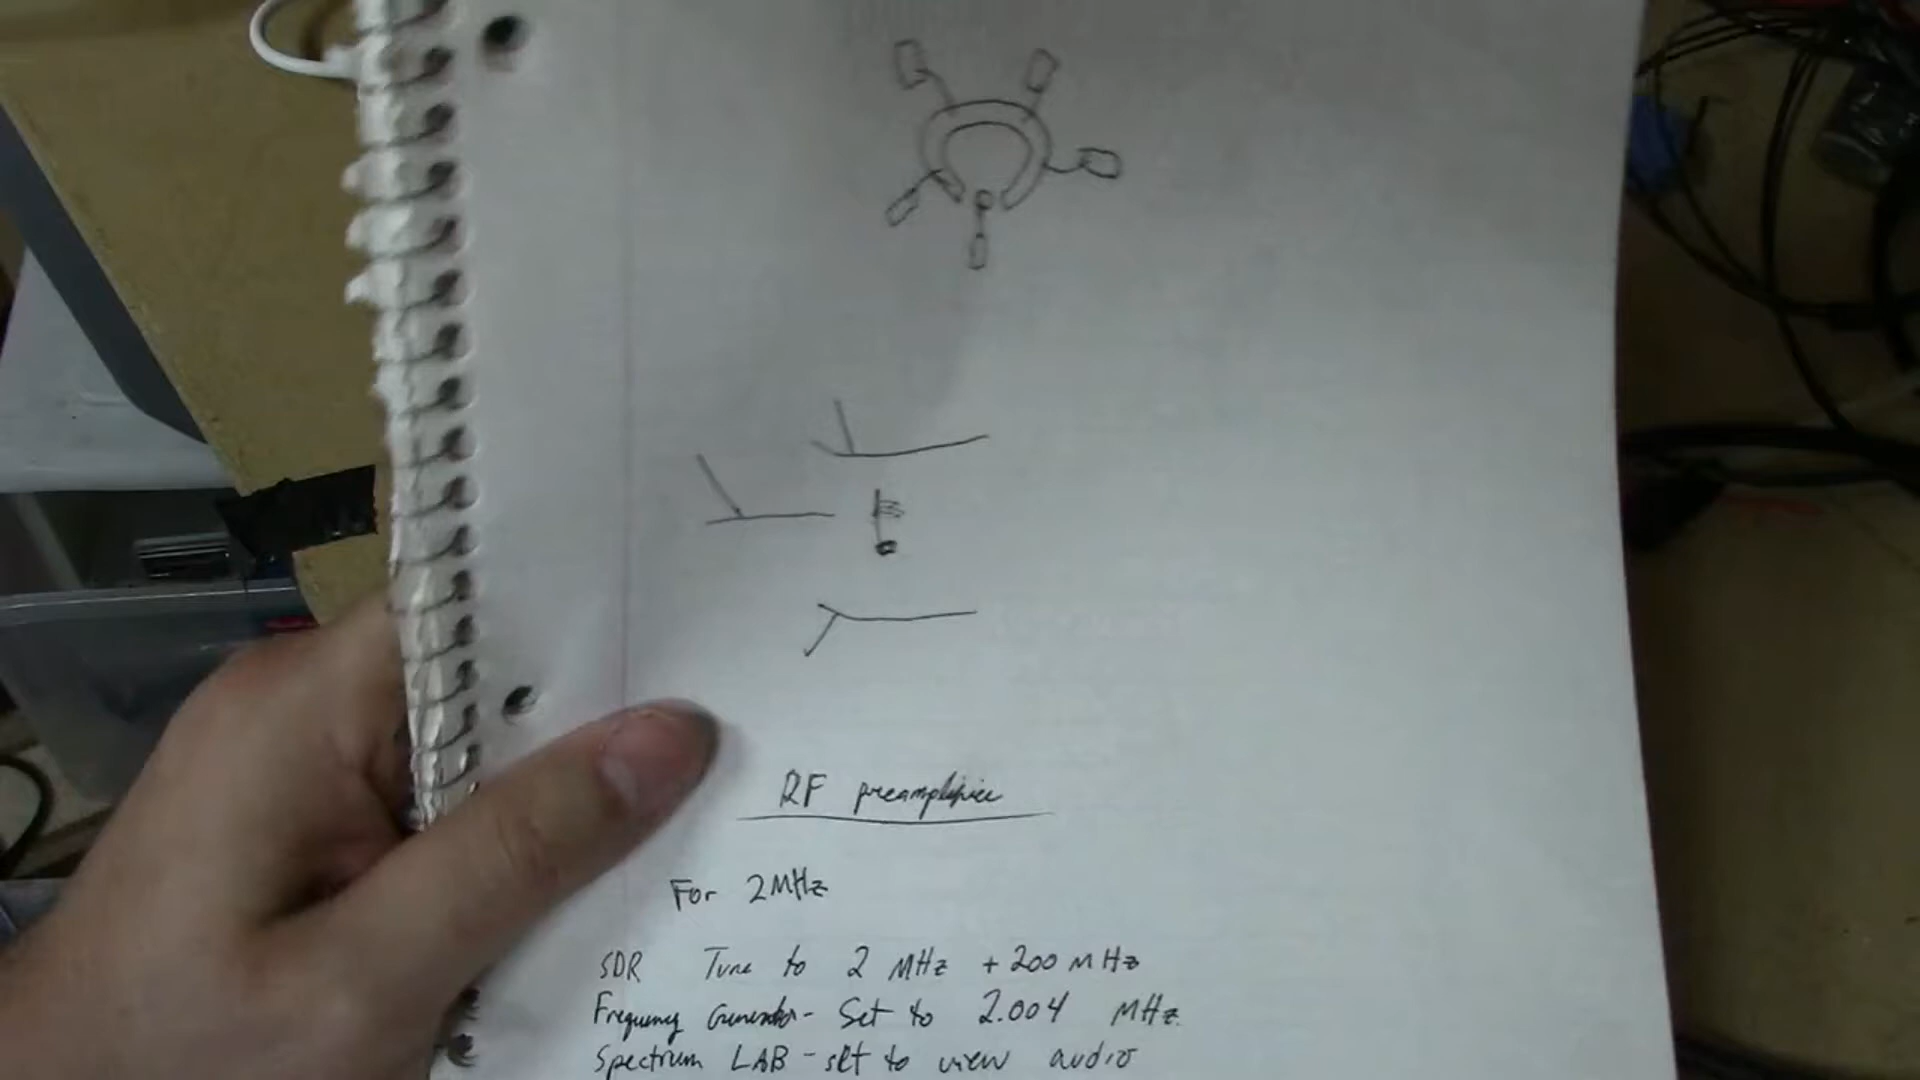 RF preamplifier
For 2MHz
SDR Tune to 2 MHz + 200 MHz
Frequency Generator - Set to 2.004 MHz.
Spectrum LAB - set to view audio